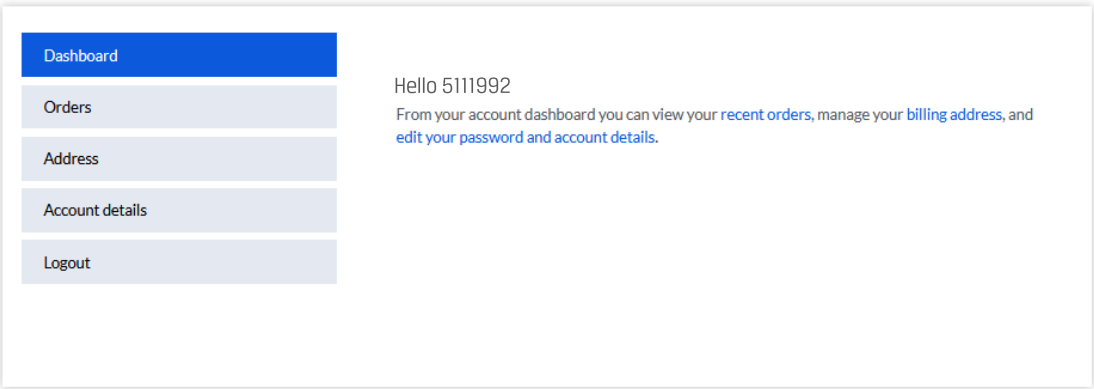 Dashboard
Orders
Address
Account details
Logout
Hello 5111992
From your account dashboard you can view your recent orders, manage your billing address, and
edit your password and account details.